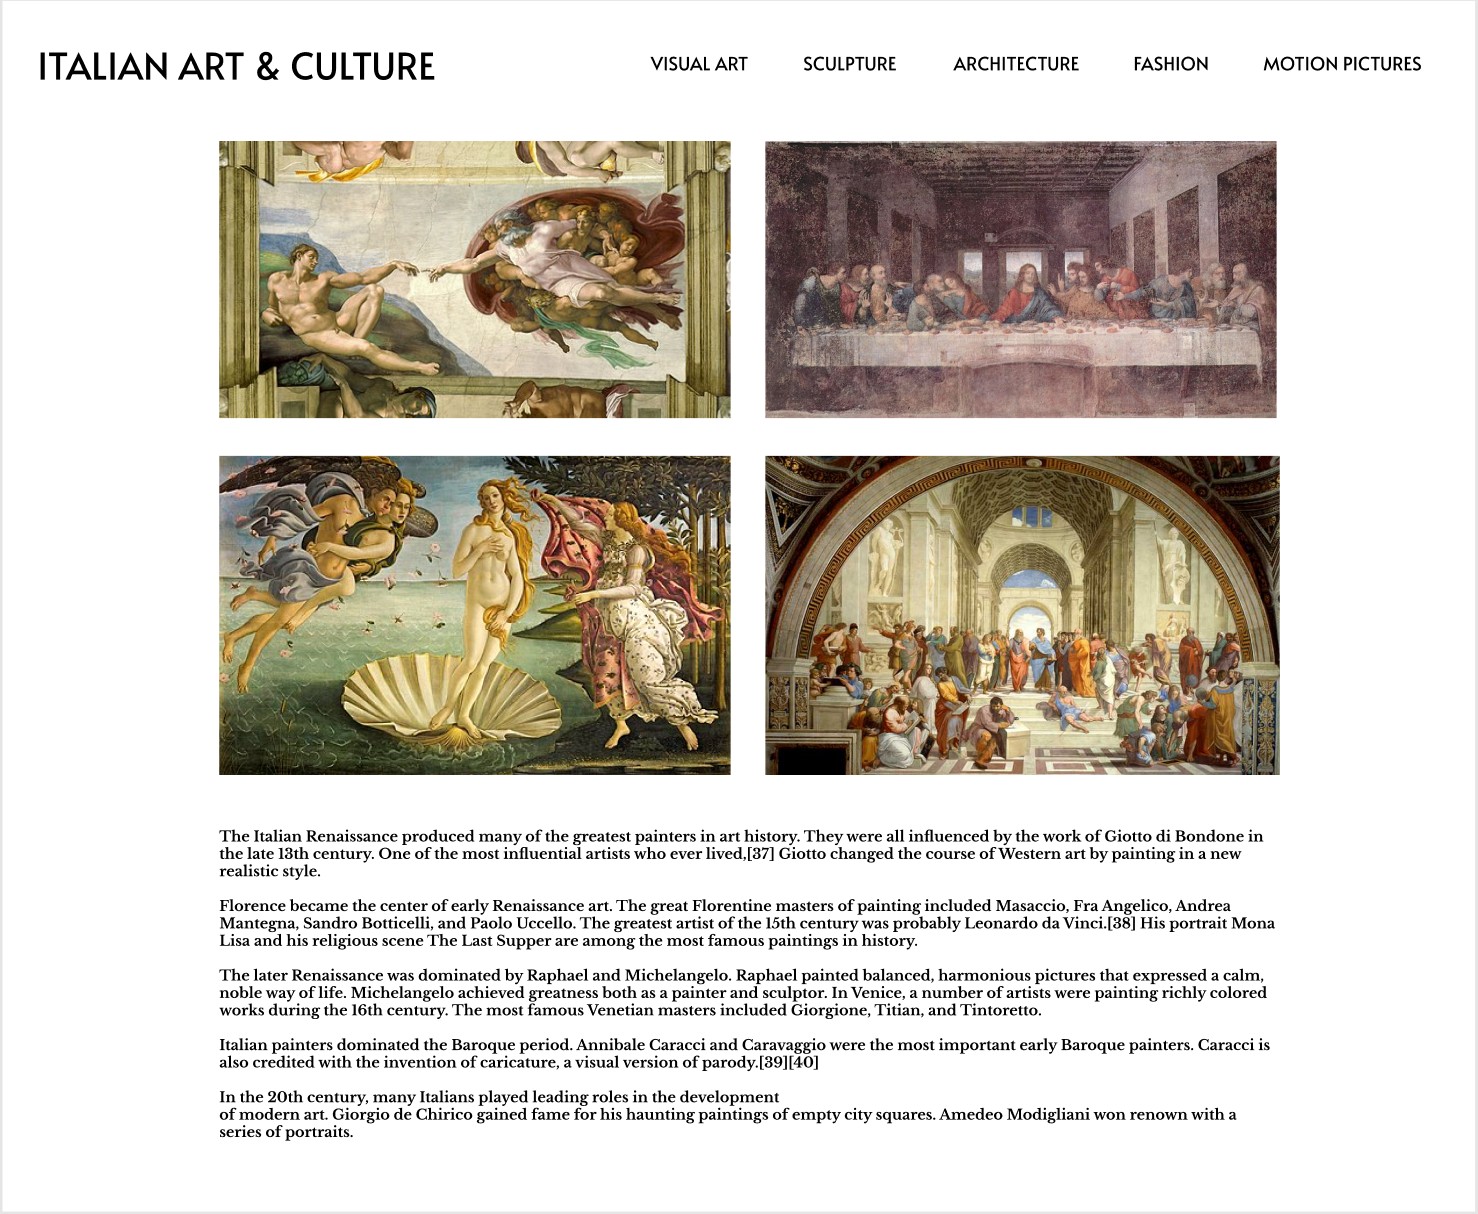 ITALIAN ART & CULTURE
VISUAL ART
SCULPTURE
ARCHITECTURE
FASHION
MOTION PICTURES
The Italian Renaissance produced many of the greatest painters in art history. They were all influenced by the work of Giotto di Bondone in
the late 13th century. One of the most influential artists who ever lived,[37] Giotto changed the course of Western art by painting in a new
realistic style.
Florence became the center of early Renaissance art. The great Florentine masters of painting included Masaccio, Fra Angelico, Andrea
Mantegna, Sandro Botticelli, and Paolo Uccello. The greatest artist of the 15th century was probably Leonardo da Vinci.[38] His portrait Mona
Lisa and his religious scene The Last Supper are among the most famous paintings in history.
The later Renaissance was dominated by Raphael and Michelangelo. Raphael painted balanced, harmonious pictures that expressed a calm,
noble way of life. Michelangelo achieved greatness both as a painter and sculptor. In Venice, a number of artists were painting richly colored
works during the 16th century. The most famous Venetian masters included Giorgione, Titian, and Tintoretto.
Italian painters dominated the Baroque period. Annibale Caracci and Caravaggio were the most important early Baroque painters. Caracci is
also credited with the invention of caricature, a visual version of parody.[39][40]
In the 20th century, many Italians played leading roles in the development
of modern art. Giorgio de Chirico gained fame for his haunting paintings of empty city squares. Amedeo Modigliani won renown with a
series of portraits.